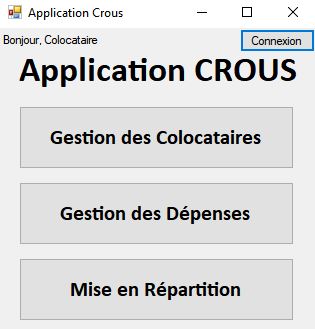 Application Crous
Bonjour, Colocataire
Connexion
Application CROUS
Gestion des Colocataires
Gestion des Dépenses
Mise en Répartition